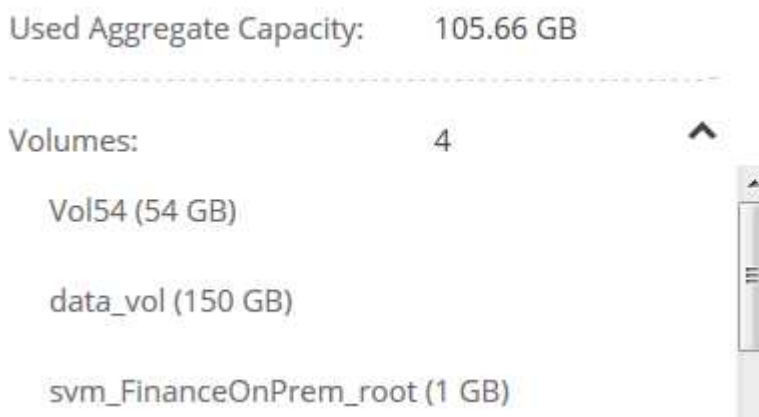 Used Aggregate Capacity: 105.66 GB
Volumes: 4
Vol54 (54 GB)
data_vol (150 GB)
svm_FinanceOnPrem_root (1 GB)